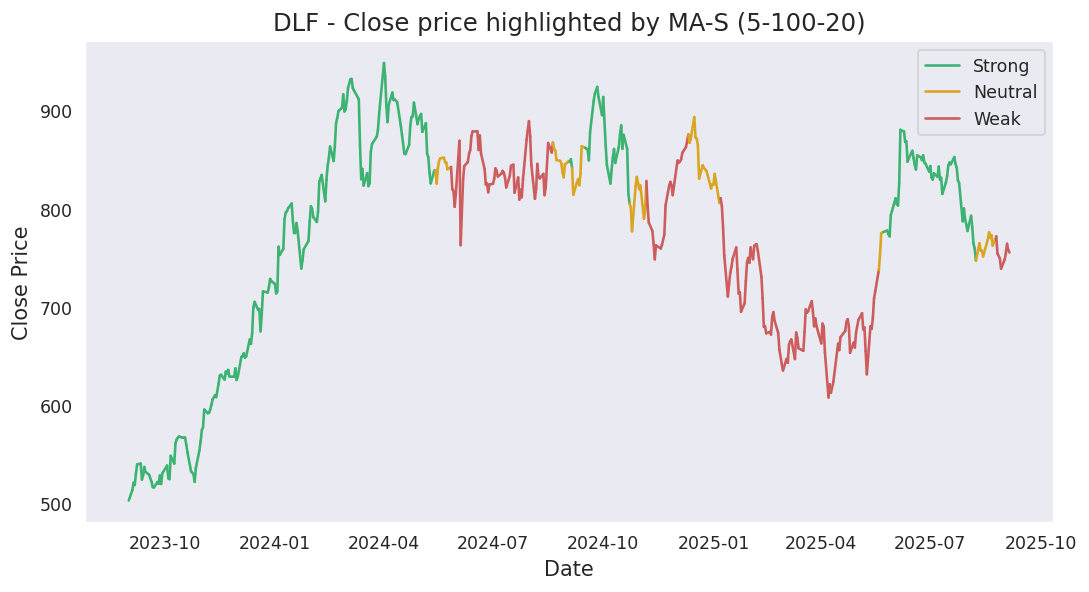 DLF - Close price highlighted by MA-S (5-100-20)
Strong
Neutral
Weak
Close Price
900
800
700
600
500
2023-10
2024-01
2024-04
2024-07
2024-10
2025-01
2025-04
2025-07
2025-10
Date